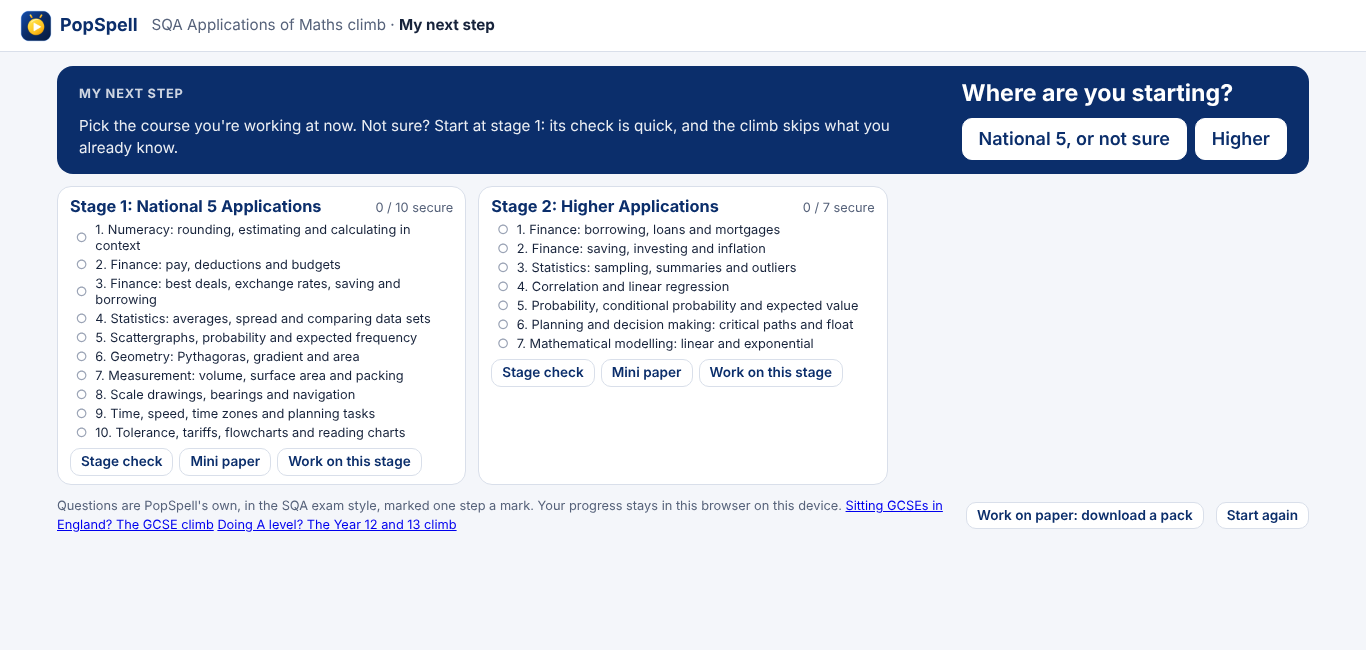 PopSpell SQA Applications of Maths climb · My next step
MY NEXT STEP
Pick the course you're working at now. Not sure? Start at stage 1: its check is quick, and the climb skips what you
already know.
Where are you starting?
National 5, or not sure
Higher
Stage 1: National 5 Applications
0 / 10 secure
1. Numeracy: rounding, estimating and calculating in
context
2. Finance: pay, deductions and budgets
3. Finance: best deals, exchange rates, saving and
borrowing
4. Statistics: averages, spread and comparing data sets
5. Scattergraphs, probability and expected frequency
6. Geometry: Pythagoras, gradient and area
7. Measurement: volume, surface area and packing
8. Scale drawings, bearings and navigation
9. Time, speed, time zones and planning tasks
10. Tolerance, tariffs, flowcharts and reading charts
Stage check
Mini paper
Work on this stage
Stage 2: Higher Applications
0 / 7 secure
1. Finance: borrowing, loans and mortgages
2. Finance: saving, investing and inflation
3. Statistics: sampling, summaries and outliers
4. Correlation and linear regression
5. Probability, conditional probability and expected value
6. Planning and decision making: critical paths and float
7. Mathematical modelling: linear and exponential
Stage check
Mini paper
Work on this stage
Questions are PopSpell's own, in the SQA exam style, marked one step a mark. Your progress stays in this browser on this device. Sitting GCSEs in
England? The GCSE climb Doing A level? The Year 12 and 13 climb
Work on paper: download a pack
Start again